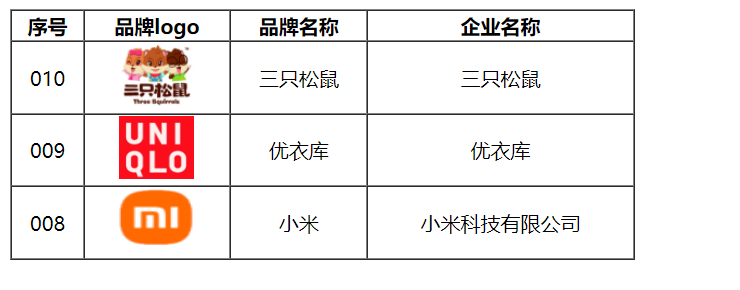 序号 品牌logo 品牌名称 企业名称
010 三只松鼠 Three Squirrels 三只松鼠 三只松鼠
009 UNI QLO 优衣库 优衣库
008 mi 小米 小米科技有限公司